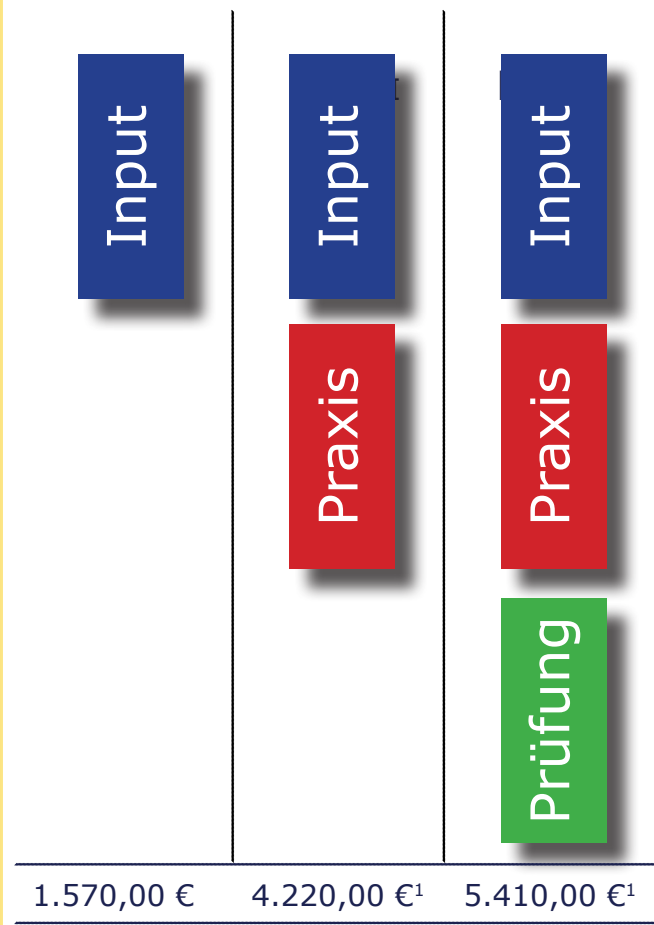 Input
Input
Input
Praxis
Praxis
Prüfung
1.570,00 € 4.220,00 €¹ 5.410,00 €¹